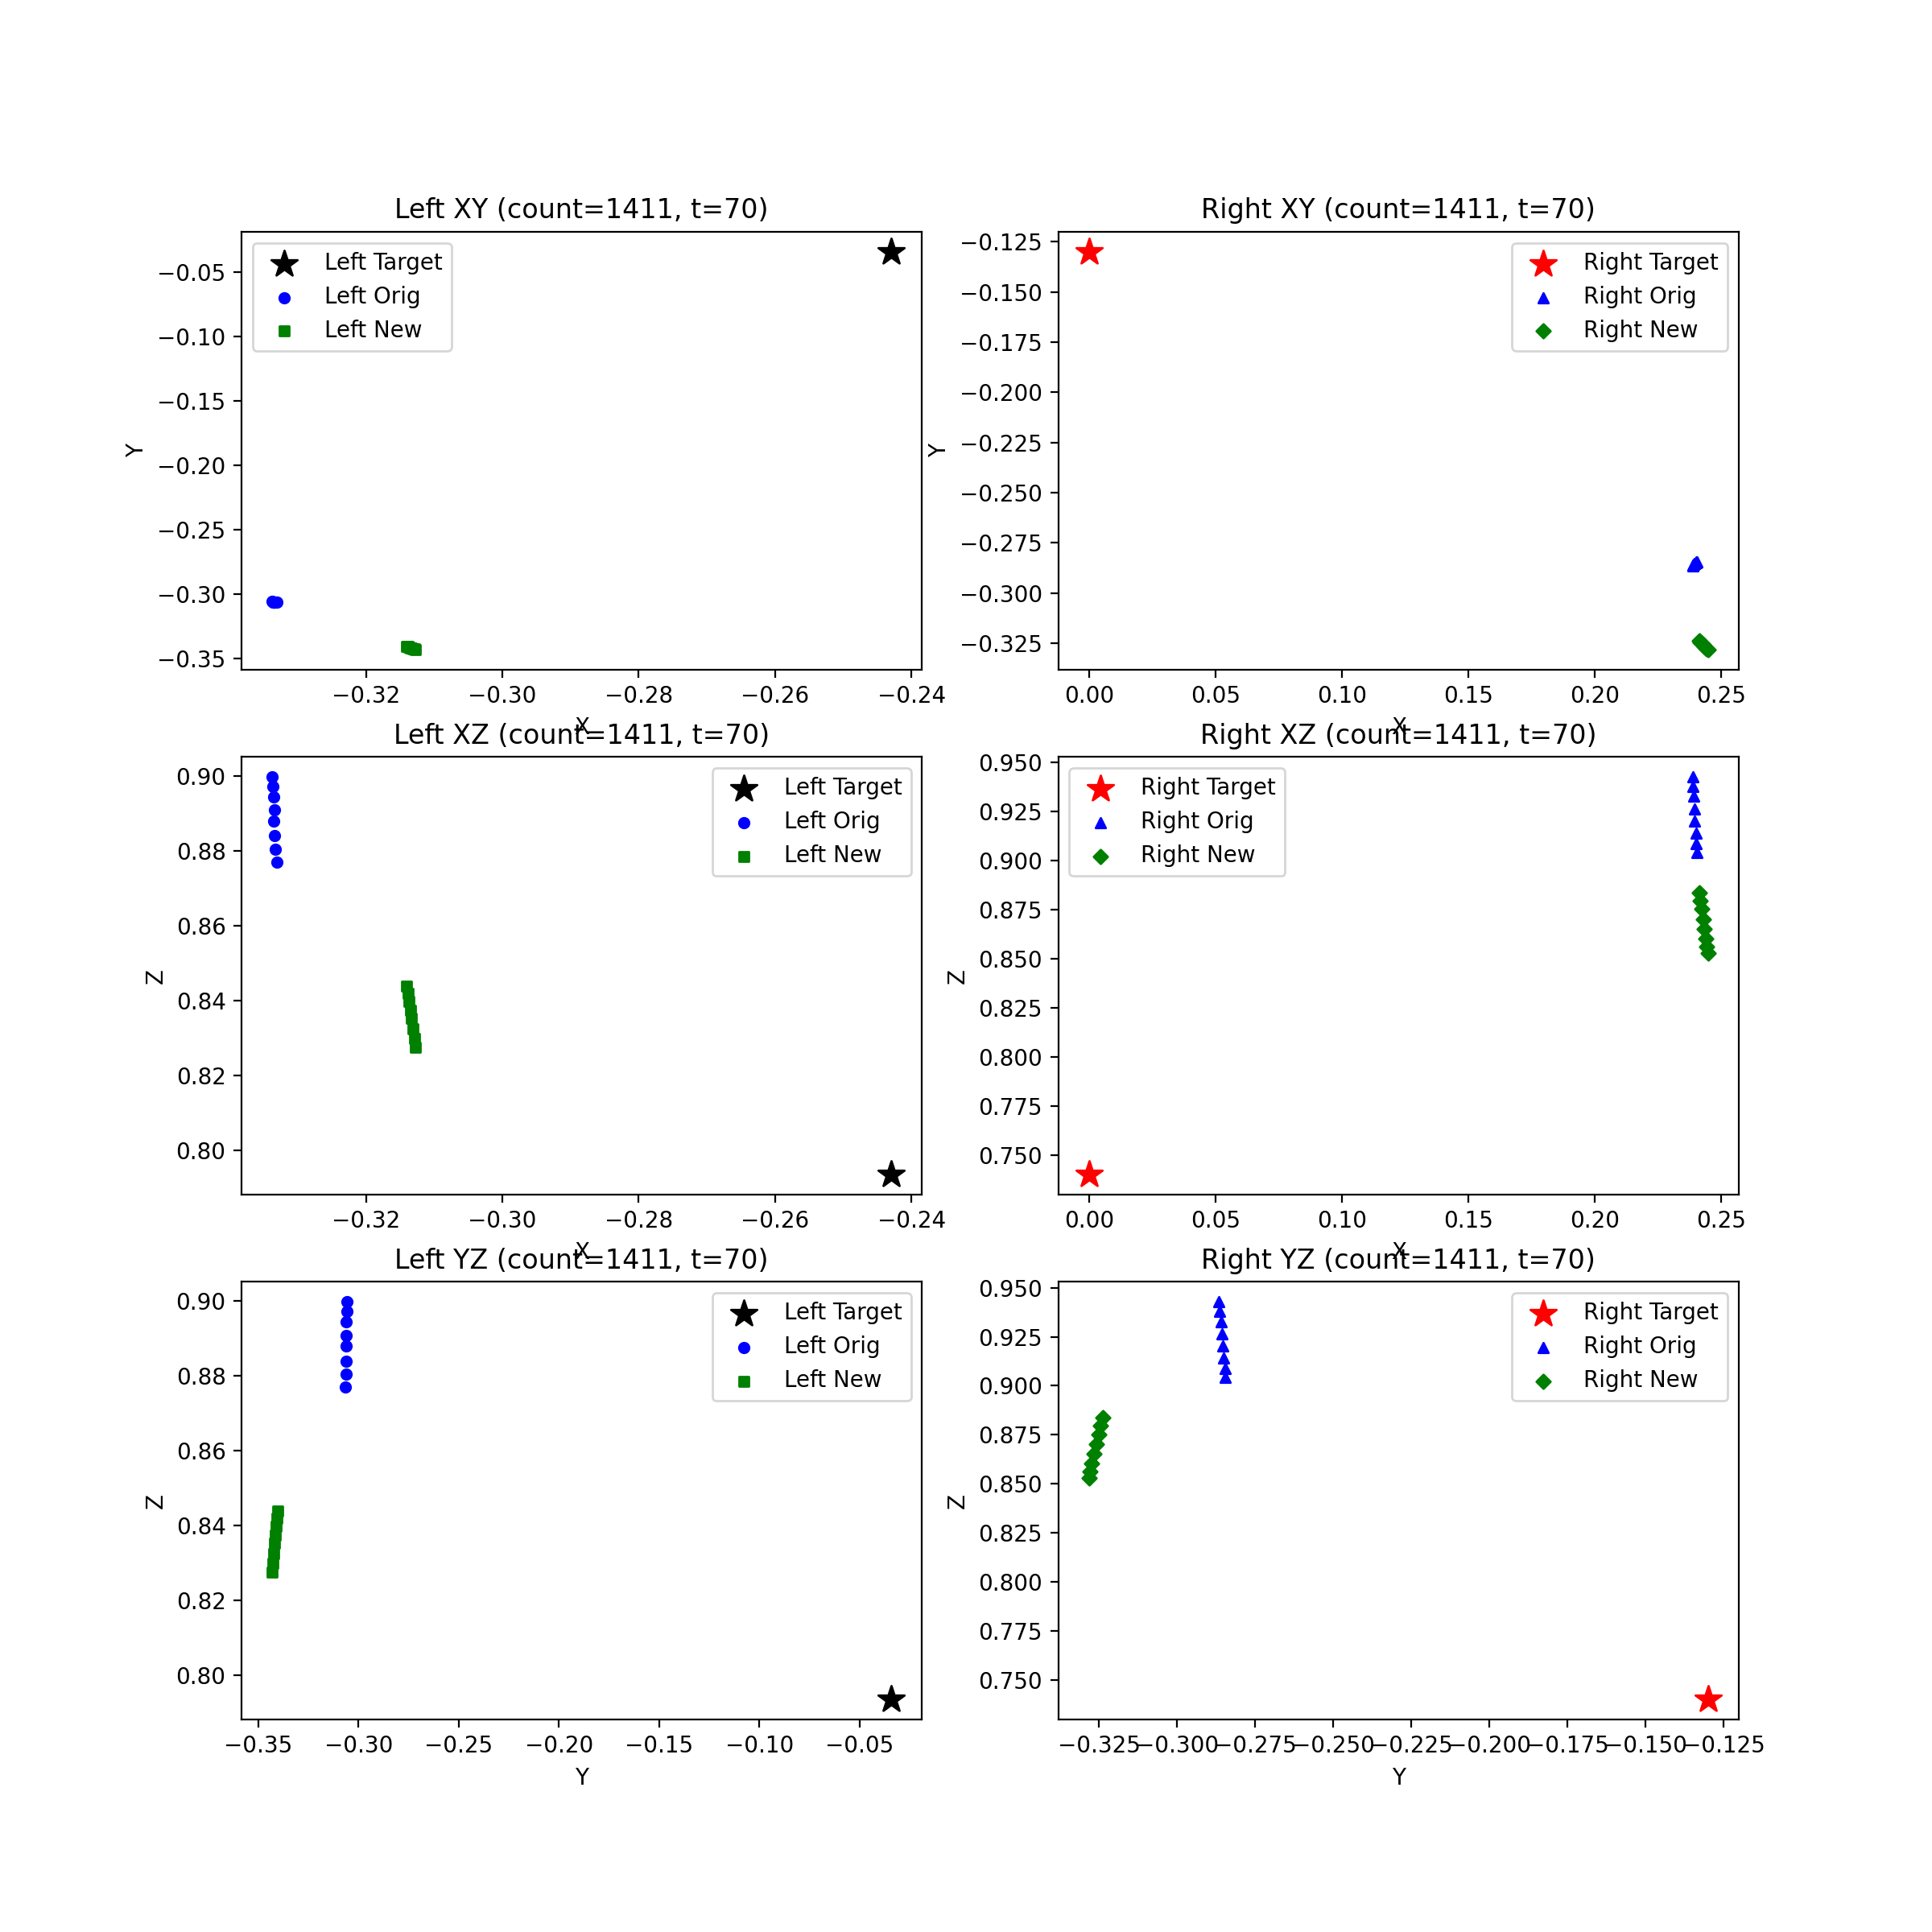 Left XY (count=1411, t=70)
Left Target
Left Orig
Left New
Y
−0.05
−0.10
−0.15
−0.20
−0.25
−0.30
−0.35
−0.32 −0.30 −0.28 −0.26 −0.24
X
Right XY (count=1411, t=70)
Right Target
Right Orig
Right New
Y
−0.125
−0.150
−0.175
−0.200
−0.225
−0.250
−0.275
−0.300
−0.325
0.00 0.05 0.10 0.15 0.20 0.25
X
Left XZ (count=1411, t=70)
Left Target
Left Orig
Left New
Z
0.90
0.88
0.86
0.84
0.82
0.80
−0.32 −0.30 −0.28 −0.26 −0.24
X
Right XZ (count=1411, t=70)
Right Target
Right Orig
Right New
Z
0.950
0.925
0.900
0.875
0.850
0.825
0.800
0.775
0.750
0.00 0.05 0.10 0.15 0.20 0.25
X
Left YZ (count=1411, t=70)
Left Target
Left Orig
Left New
Z
0.90
0.88
0.86
0.84
0.82
0.80
−0.35 −0.30 −0.25 −0.20 −0.15 −0.10 −0.05
Y
Right YZ (count=1411, t=70)
Right Target
Right Orig
Right New
Z
0.950
0.925
0.900
0.875
0.850
0.825
0.800
0.775
0.750
−0.325 −0.300 −0.275 −0.250 −0.225 −0.200 −0.175 −0.150 −0.125
Y